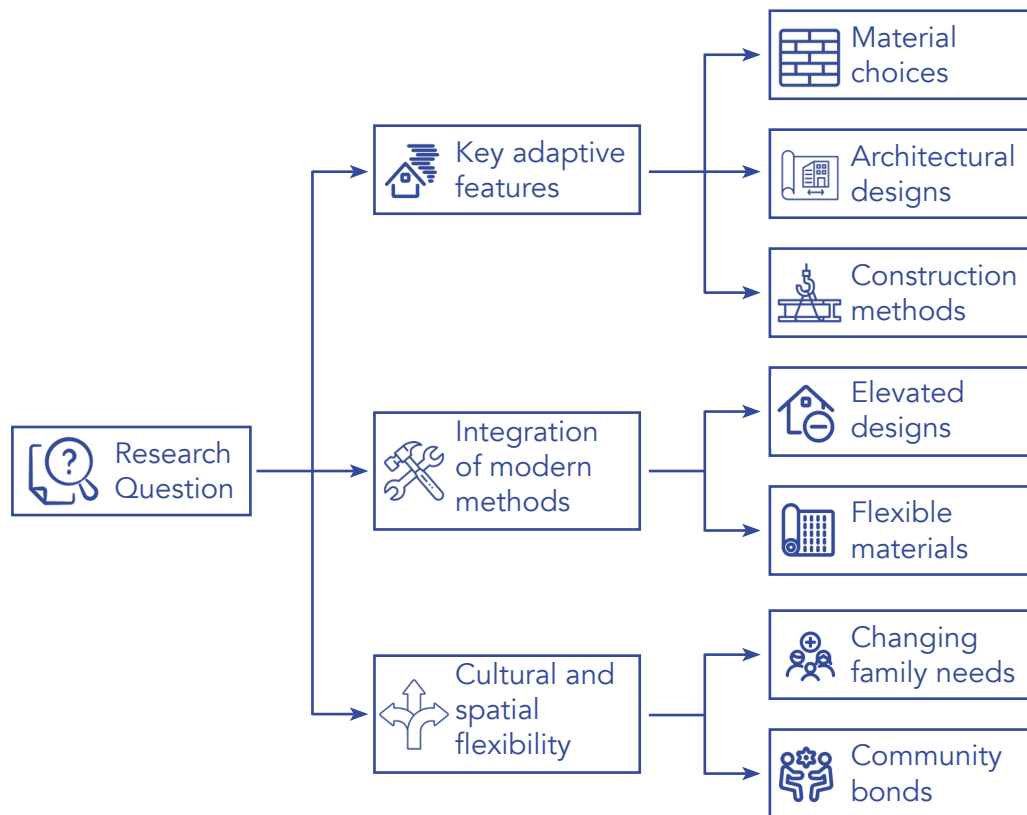 Research
Question
Key adaptive
features
Material
choices
Architectural
designs
Construction
methods
Integration
of modern
methods
Elevated
designs
Flexible
materials
Cultural and
spatial
flexibility
Changing
family needs
Community
bonds